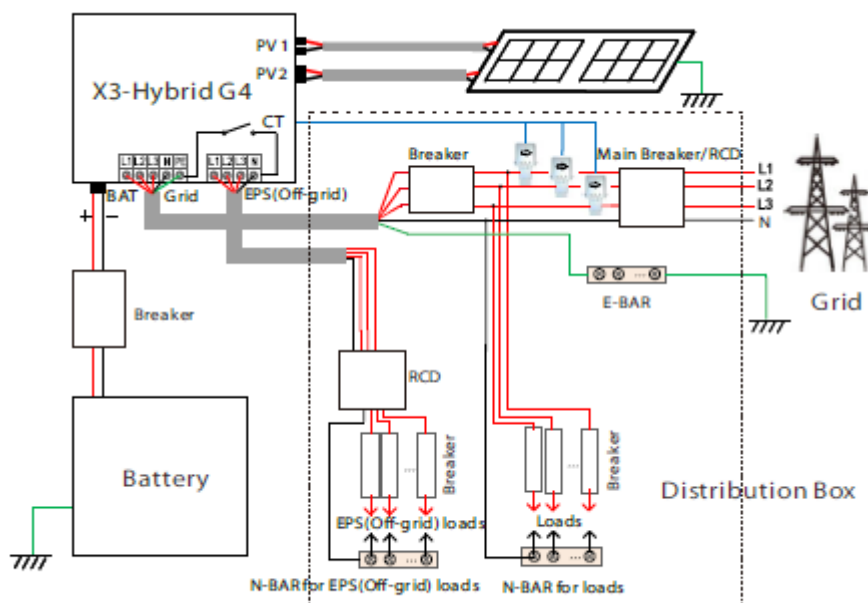 PV 1
PV 2
X3-Hybrid G4
CT
L1 L2 L3 N PE
L1 L2 L3 N
BAT
Grid
EPS(Off-grid)
+ −
Breaker
Main Breaker/RCD
L1
L2
L3
N
E-BAR
Grid
Breaker
RCD
Battery
...
Breaker
...
Breaker
Distribution Box
EPS(Off-grid) loads
Loads
N-BAR for EPS(Off-grid) loads
N-BAR for loads